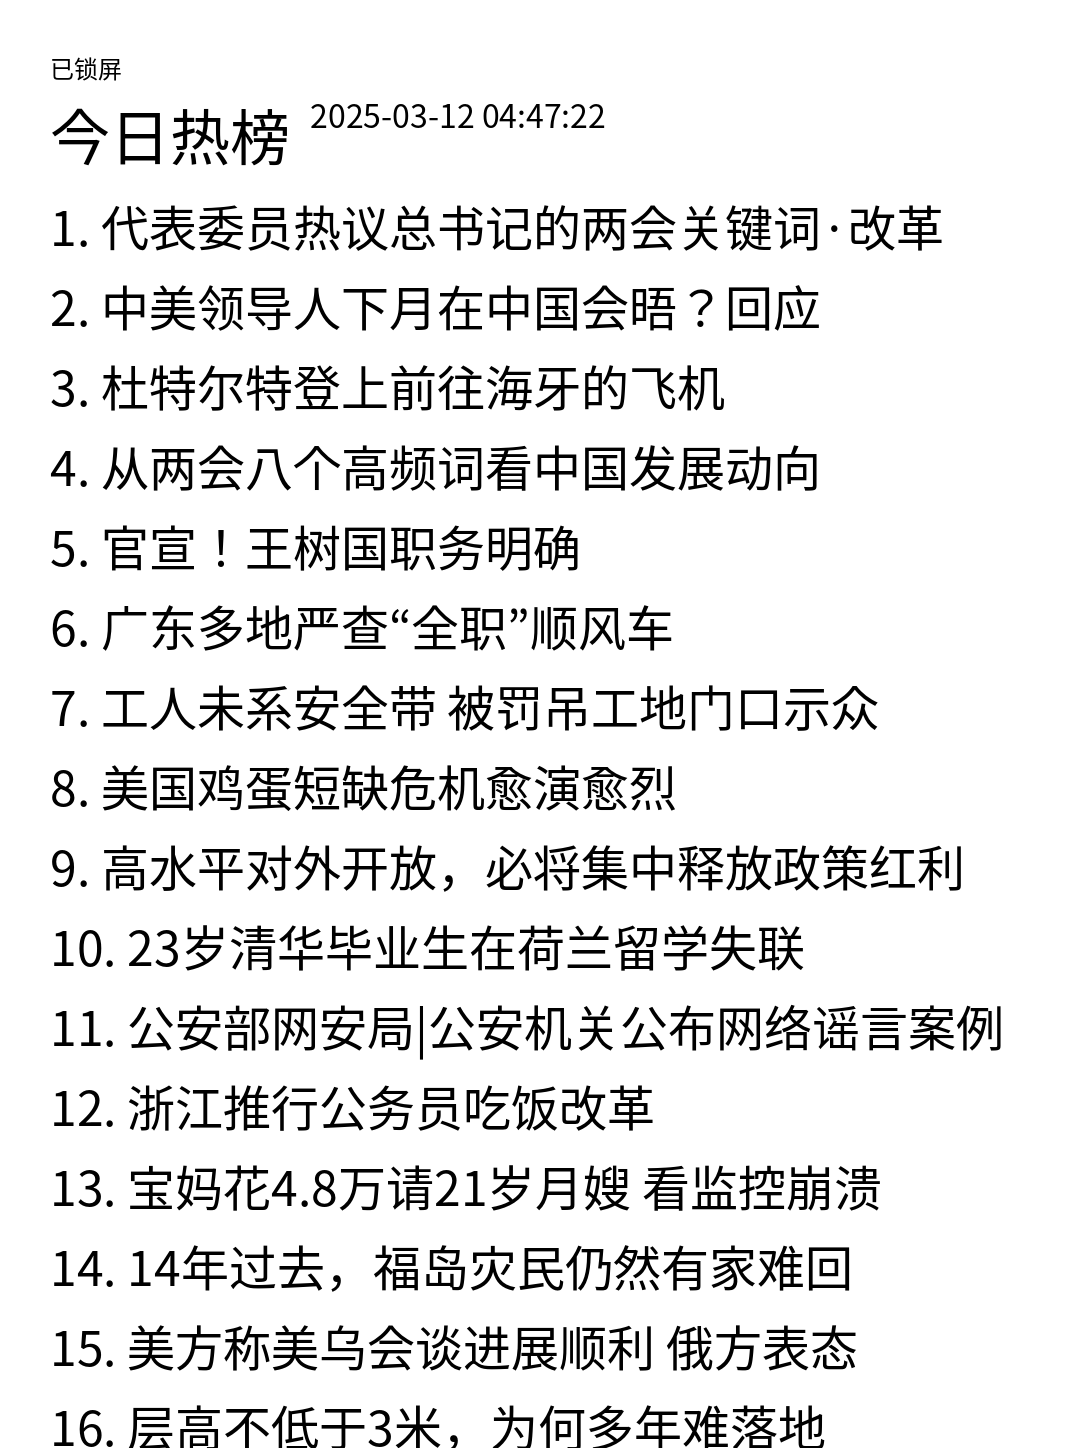 已锁屏
今日热榜 2025-03-12 04:47:22
1. 代表委员热议总书记的两会关键词·改革
2. 中美领导人下月在中国会晤？回应
3. 杜特尔特登上前往海牙的飞机
4. 从两会八个高频词看中国发展动向
5. 官宣！王树国职务明确
6. 广东多地严查“全职”顺风车
7. 工人未系安全带 被罚吊工地门口示众
8. 美国鸡蛋短缺危机愈演愈烈
9. 高水平对外开放，必将集中释放政策红利
10. 23岁清华毕业生在荷兰留学失联
11. 公安部网安局|公安机关公布网络谣言案例
12. 浙江推行公务员吃饭改革
13. 宝妈花4.8万请21岁月嫂 看监控崩溃
14. 14年过去，福岛灾民仍然有家难回
15. 美方称美乌会谈进展顺利 俄方表态
16. 层高不低于3米，为何多年难落地